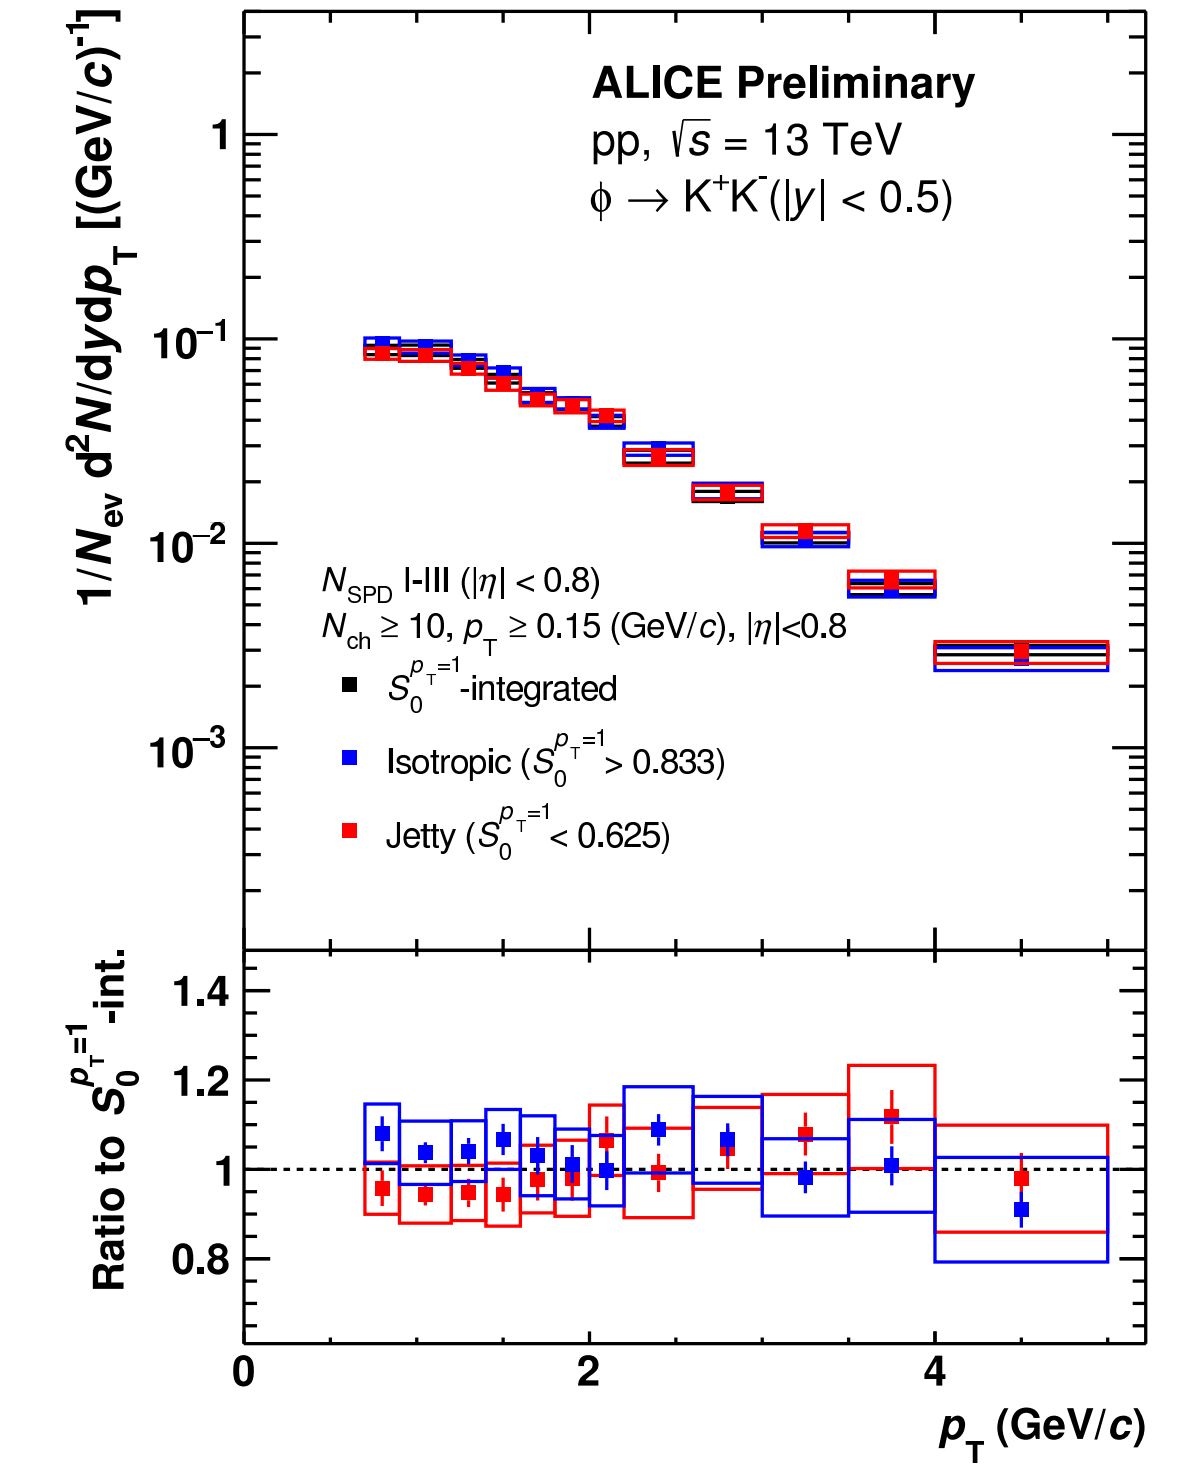 ALICE Preliminary
pp, √s = 13 TeV
ϕ → K⁺K⁻(|y| < 0.5)
1/N_ev d²N/dydp_T [(GeV/c)⁻¹]
1
10⁻¹
10⁻²
10⁻³
N_SPD I-III (|η| < 0.8)
N_ch ≥ 10, p_T ≥ 0.15 (GeV/c), |η|<0.8
S_0^{p_T=1}-integrated
Isotropic (S_0^{p_T=1} > 0.833)
Jetty (S_0^{p_T=1} < 0.625)
Ratio to S_0^{p_T=1} -int.
1.4
1.2
1
0.8
0 2 4
p_T (GeV/c)